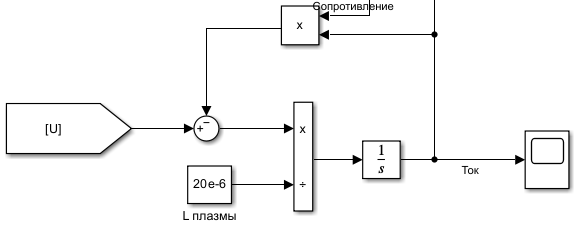 Сопротивление
x
−
+
[U]
x
÷
1
s
20e-6
L плазмы
Ток